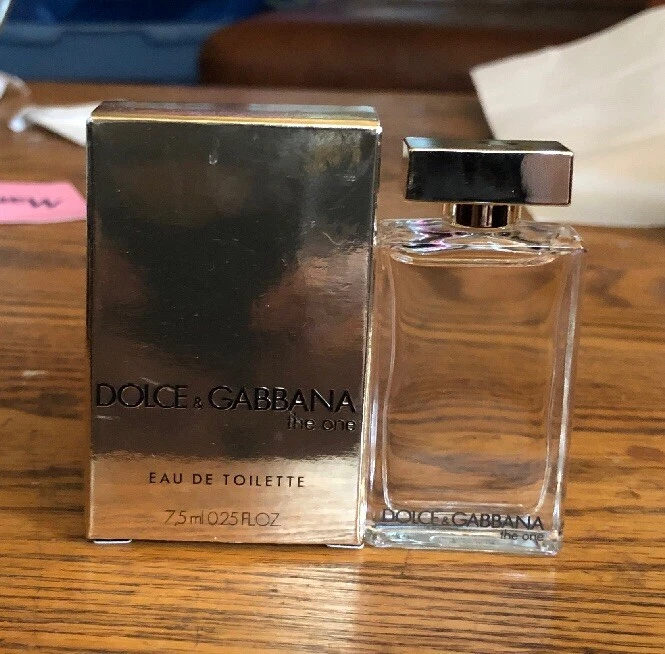 DOLCE & GABBANA
the one
EAU DE TOILETTE
7,5 ml 0.25 FL.OZ
DOLCE & GABBANA
the one